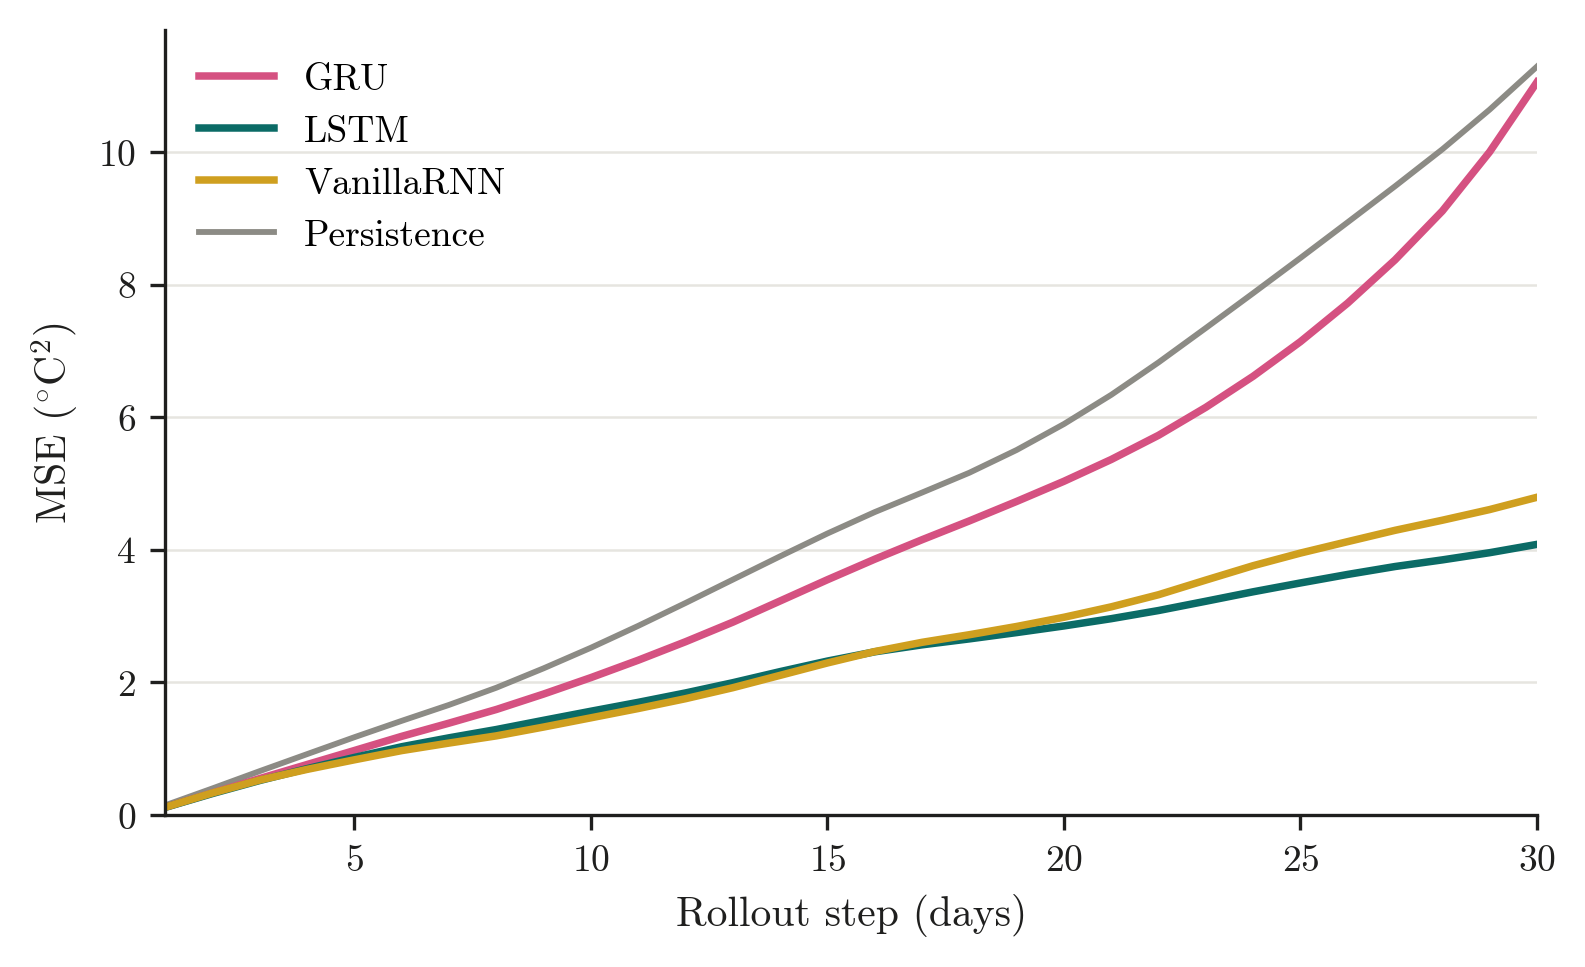 GRU
LSTM
VanillaRNN
Persistence
10
8
6
4
2
0
MSE (°C²)
5 10 15 20 25 30
Rollout step (days)